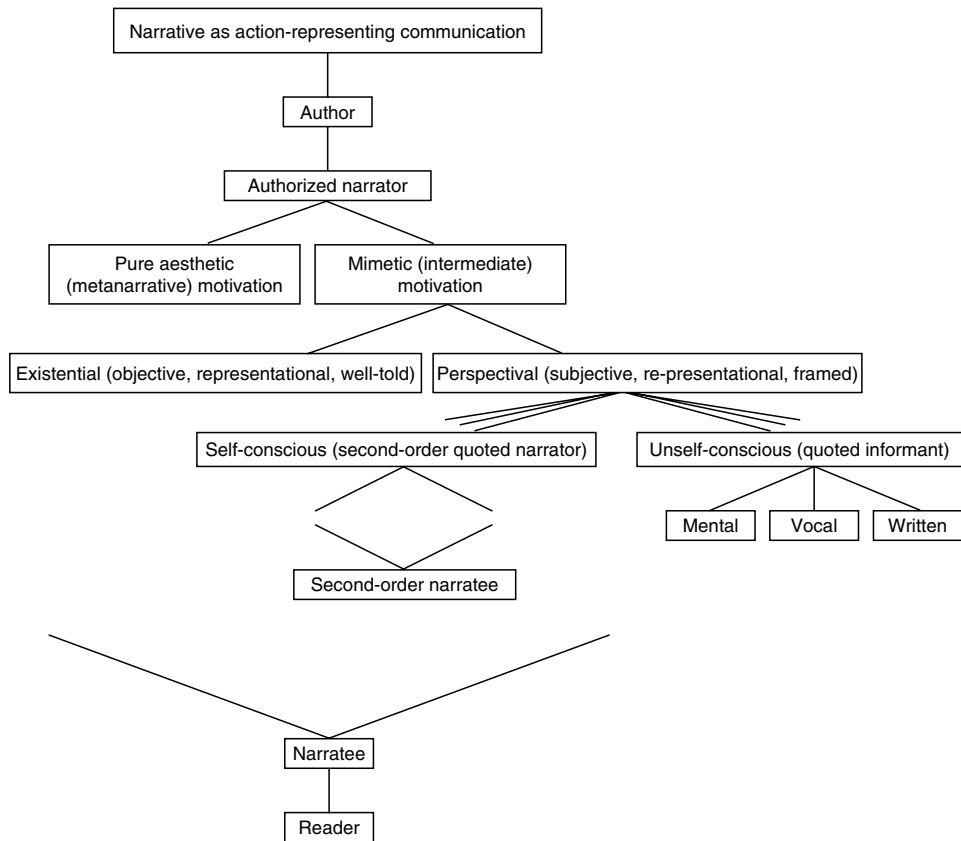 Narrative as action-representing communication
Author
Authorized narrator
Pure aesthetic
(metanarrative) motivation
Mimetic (intermediate)
motivation
Existential (objective, representational, well-told)
Perspectival (subjective, re-presentational, framed)
Self-conscious (second-order quoted narrator)
Unself-conscious (quoted informant)
Mental
Vocal
Written
Second-order narratee
Narratee
Reader